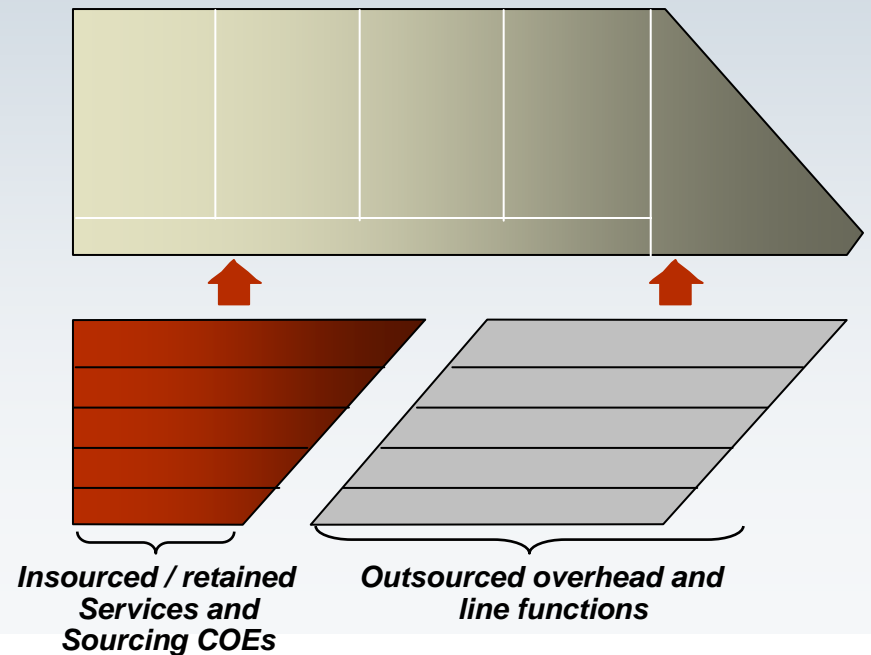 Insourced / retained
Services and
Sourcing COEs
Outsourced overhead and
line functions